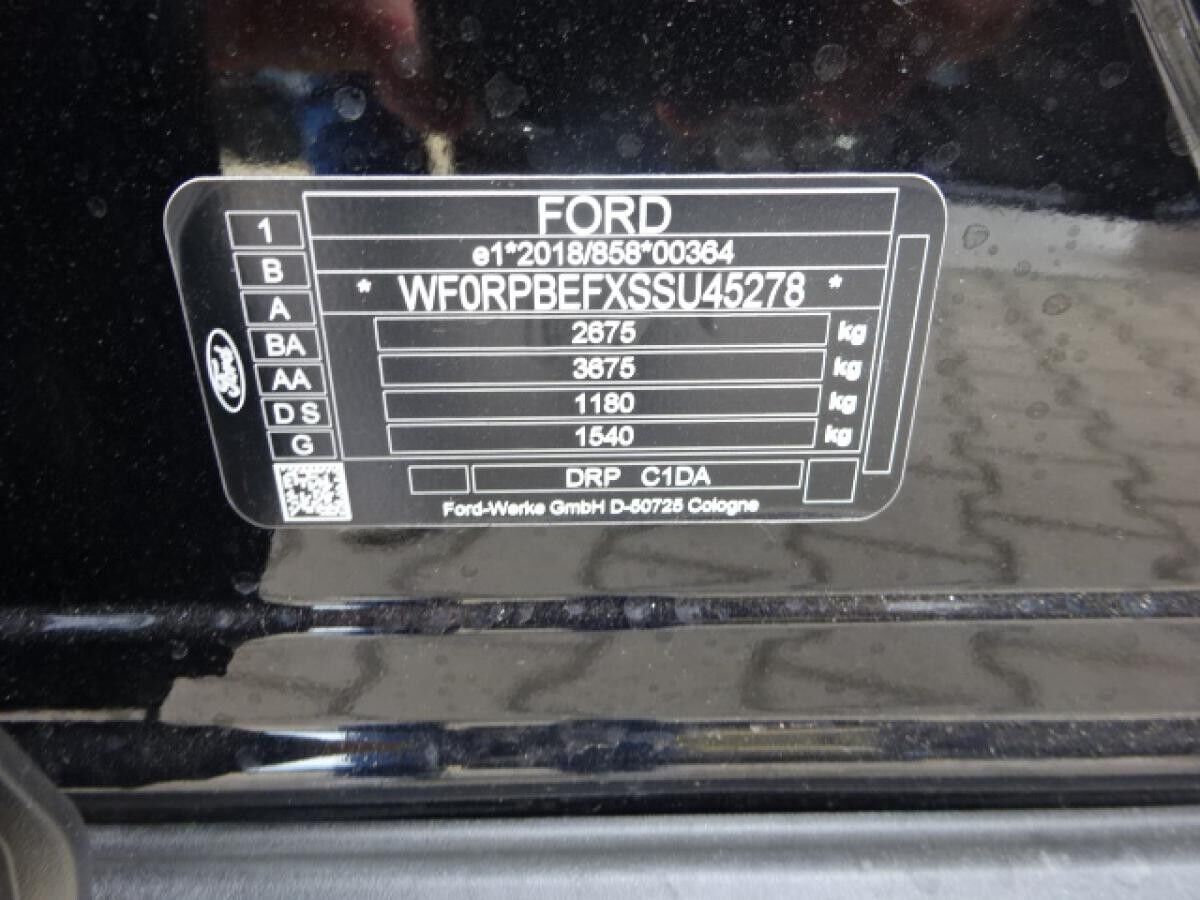 FORD
e1*2018/858*00364
* WF0RPBEFXSSU45278 *
2675 kg
3675 kg
1180 kg
1540 kg
1
B
A
BA
AA
D S
G
Ford
DRP C1DA
Ford-Werke GmbH D-50725 Cologne